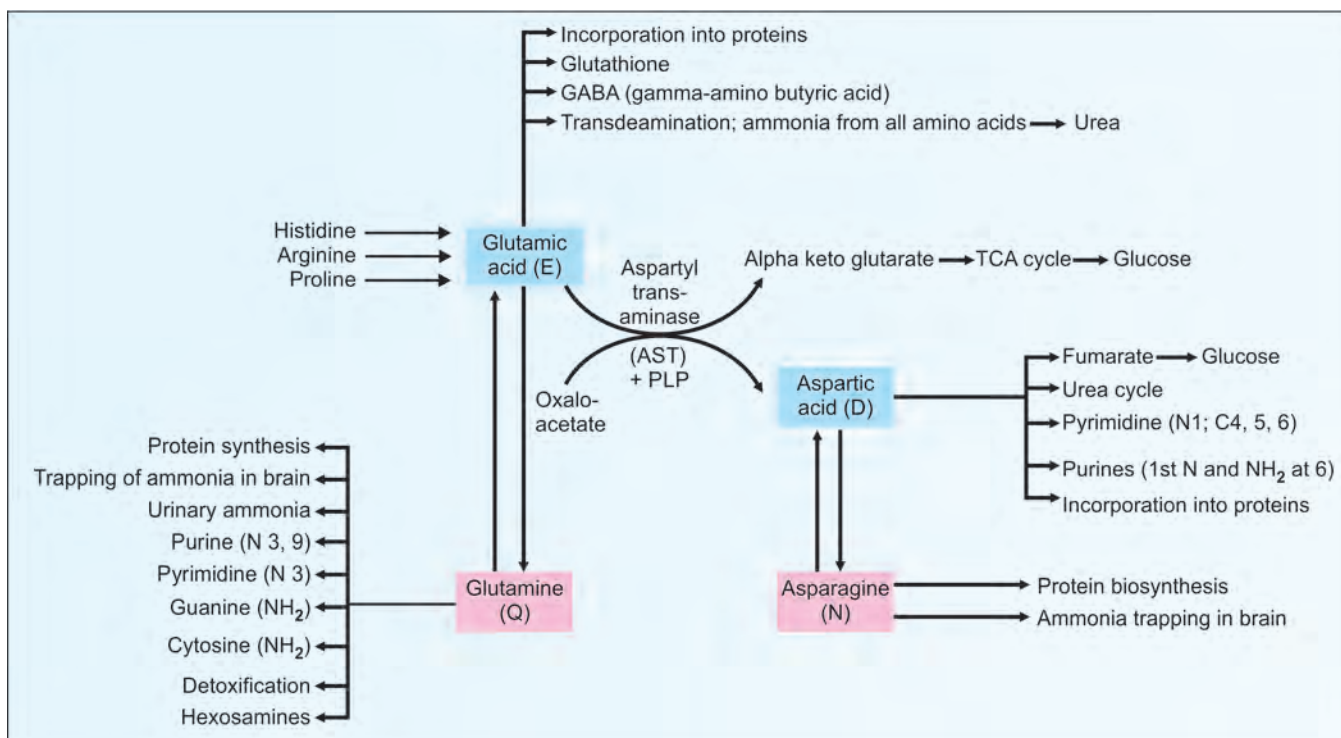 Incorporation into proteins
Glutathione
GABA (gamma-amino butyric acid)
Transdeamination; ammonia from all amino acids
Urea
Histidine
Arginine
Proline
Glutamic
acid (E)
Aspartyl
trans-
aminase
(AST)
+ PLP
Oxalo-
acetate
Alpha keto glutarate
TCA cycle
Glucose
Aspartic
acid (D)
Fumarate
Glucose
Urea cycle
Pyrimidine (N1; C4, 5, 6)
Purines (1st N and NH₂ at 6)
Incorporation into proteins
Protein synthesis
Trapping of ammonia in brain
Urinary ammonia
Purine (N 3, 9)
Pyrimidine (N 3)
Guanine (NH₂)
Cytosine (NH₂)
Detoxification
Hexosamines
Glutamine
(Q)
Asparagine
(N)
Protein biosynthesis
Ammonia trapping in brain